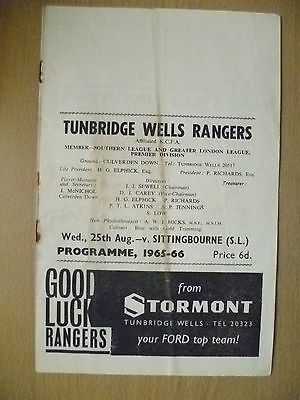 TUNBRIDGE WELLS RANGERS
Affiliated K.C.F.A.
MEMBER—SOUTHERN LEAGUE AND GREATER LONDON LEAGUE,
PREMIER DIVISION
Ground: CULVERDEN DOWN Tel.: TUNBRIDGE WELLS 20517
Life President: H. G. ELPHICK, Esq. President: P. RICHARDS, Esq.
Player-Manager and Secretary: J. McNICHOL Culverden Down
Directors
J. J. SEWELL (Chairman)
D. J. CAREY (Vice-Chairman)
H. G. ELPHICK P. RICHARDS
P. T. L. ATKINS A. P. JENNINGS
S. LOW
Treasurer:
Hon. Physiotherapist: A. W. J. HICKS,
Colours: Blue with Gold Trimming
Wed., 25th Aug.—v. SITTINGBOURNE (S.L.)
PROGRAMME, 1965-66 Price 6d.
GOOD
LUCK
RANGERS
from
STORMONT
TUNBRIDGE WELLS - TEL 20323
your FORD top team!